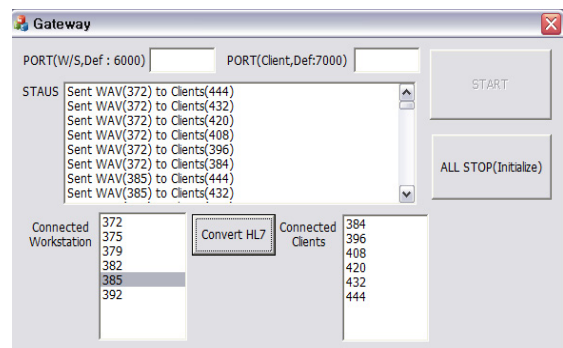 Gateway
PORT(W/S,Def : 6000)
PORT(Client,Def:7000)
START
STAUS
Sent WAV(372) to Clients(444)
Sent WAV(372) to Clients(432)
Sent WAV(372) to Clients(420)
Sent WAV(372) to Clients(408)
Sent WAV(372) to Clients(396)
Sent WAV(372) to Clients(384)
Sent WAV(385) to Clients(444)
Sent WAV(385) to Clients(432)
ALL STOP(Initialize)
Connected
Workstation
372
375
379
382
385
392
Convert HL7
Connected
Clients
384
396
408
420
432
444